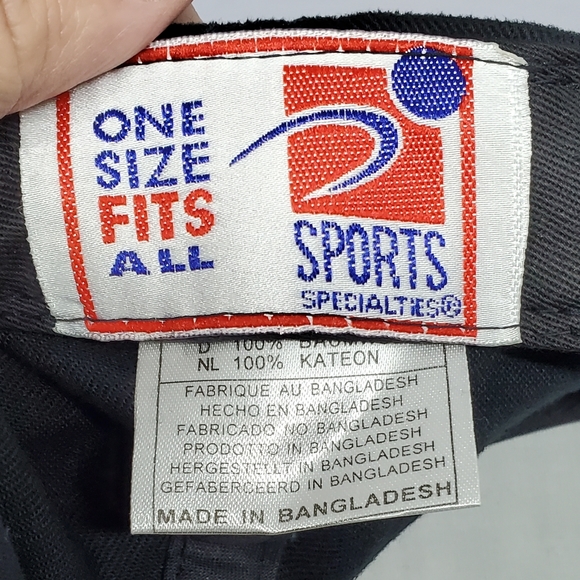 ONE
SIZE
FITS
ALL
SPORTS
SPECIALTIES®
D 100%
NL 100% KATEON
FABRIQUE AU BANGLADESH
HECHO EN BANGLADESH
FABRICADO NO BANGLADESH
PRODOTTO IN BANGLADESH
HERGESTELLT IN BANGLADESH
GEFABERCEERD IN BANGLADESH
MADE IN BANGLADESH